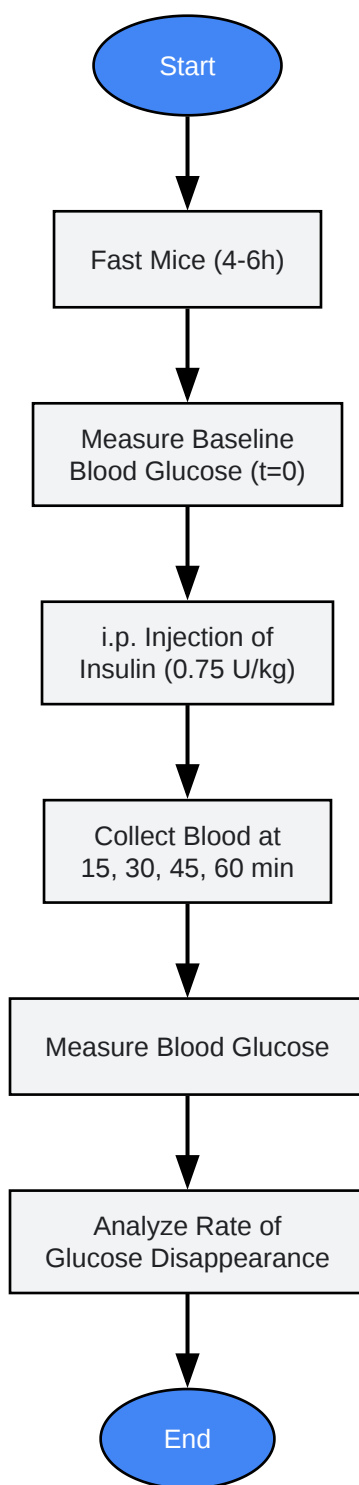 Start
Fast Mice (4-6h)
Measure Baseline
Blood Glucose (t=0)
i.p. Injection of
Insulin (0.75 U/kg)
Collect Blood at
15, 30, 45, 60 min
Measure Blood Glucose
Analyze Rate of
Glucose Disappearance
End